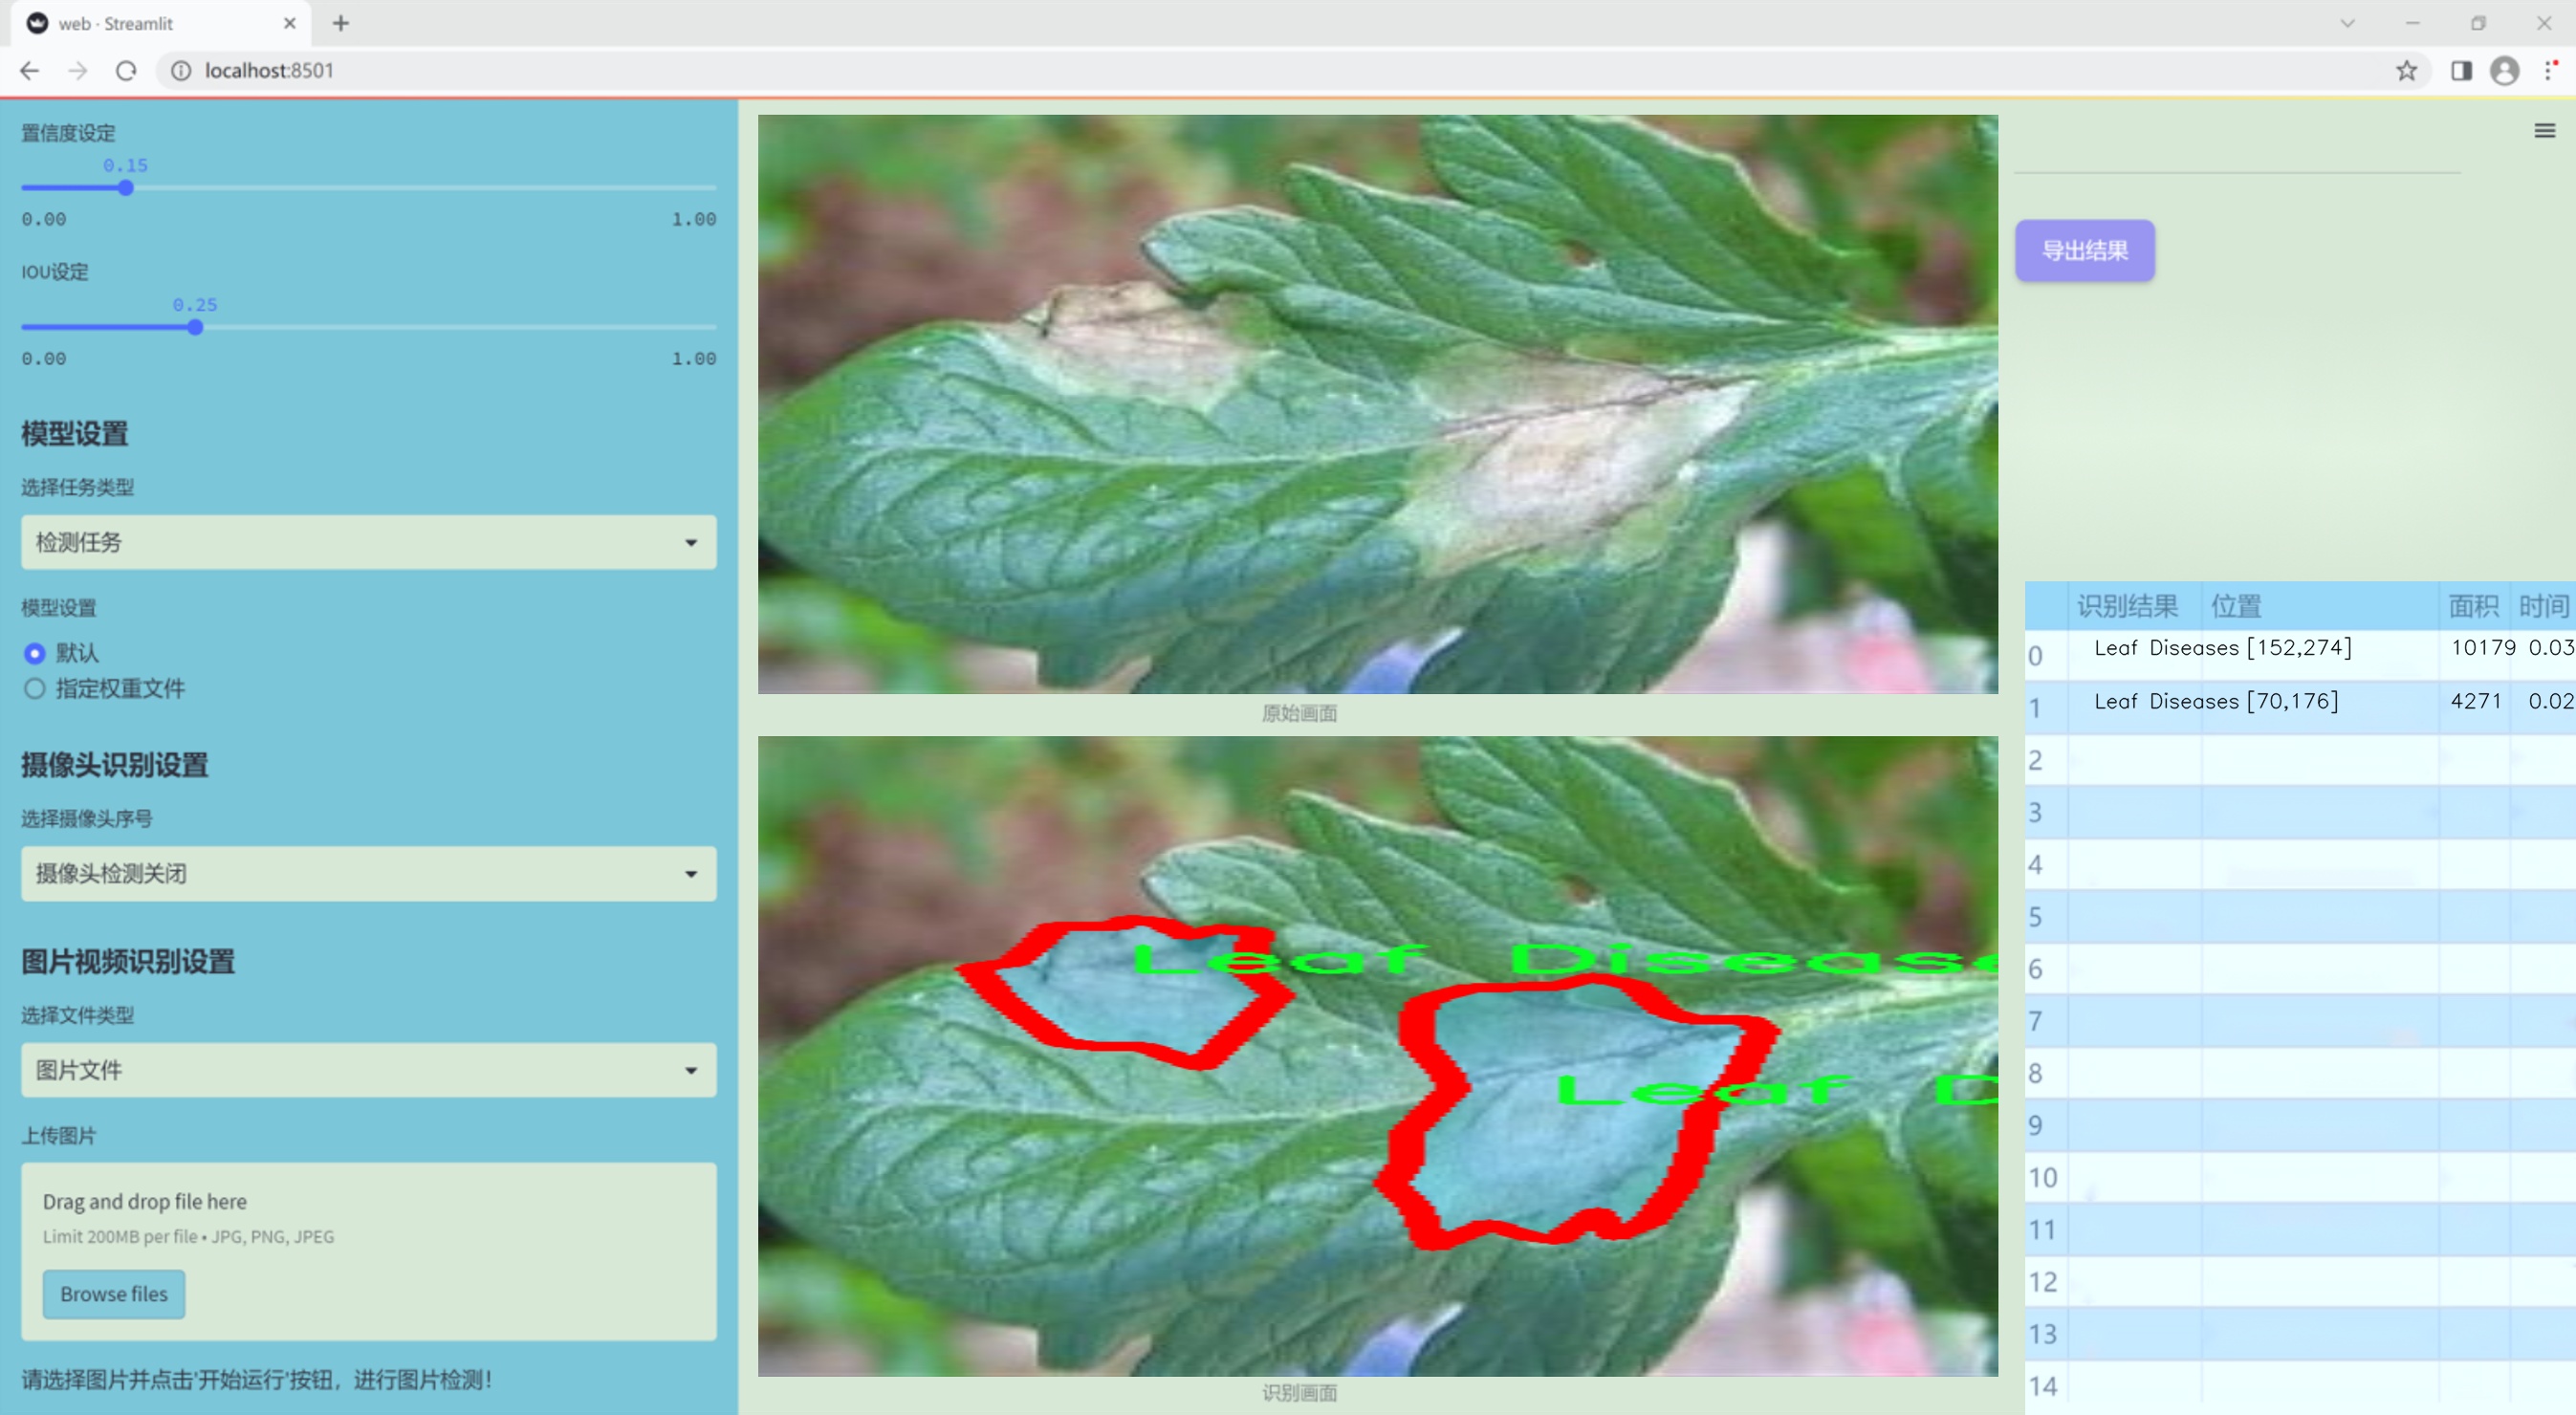 web · Streamlit
localhost:8501
置信度设定
0.15
0.00 1.00
IOU设定
0.25
0.00 1.00
模型设置
选择任务类型
检测任务
模型设置
默认
指定权重文件
摄像头识别设置
选择摄像头序号
摄像头检测关闭
图片视频识别设置
选择文件类型
图片文件
上传图片
Drag and drop file here
Limit 200MB per file • JPG, PNG, JPEG
Browse files
请选择图片并点击'开始运行'按钮，进行图片检测!
原始画面
Leaf Disease
Leaf D
识别画面
导出结果
识别结果 位置 面积 时间
0 Leaf Diseases [152,274] 10179 0.03
1 Leaf Diseases [70,176] 4271 0.02
2
3
4
5
6
7
8
9
10
11
12
13
14